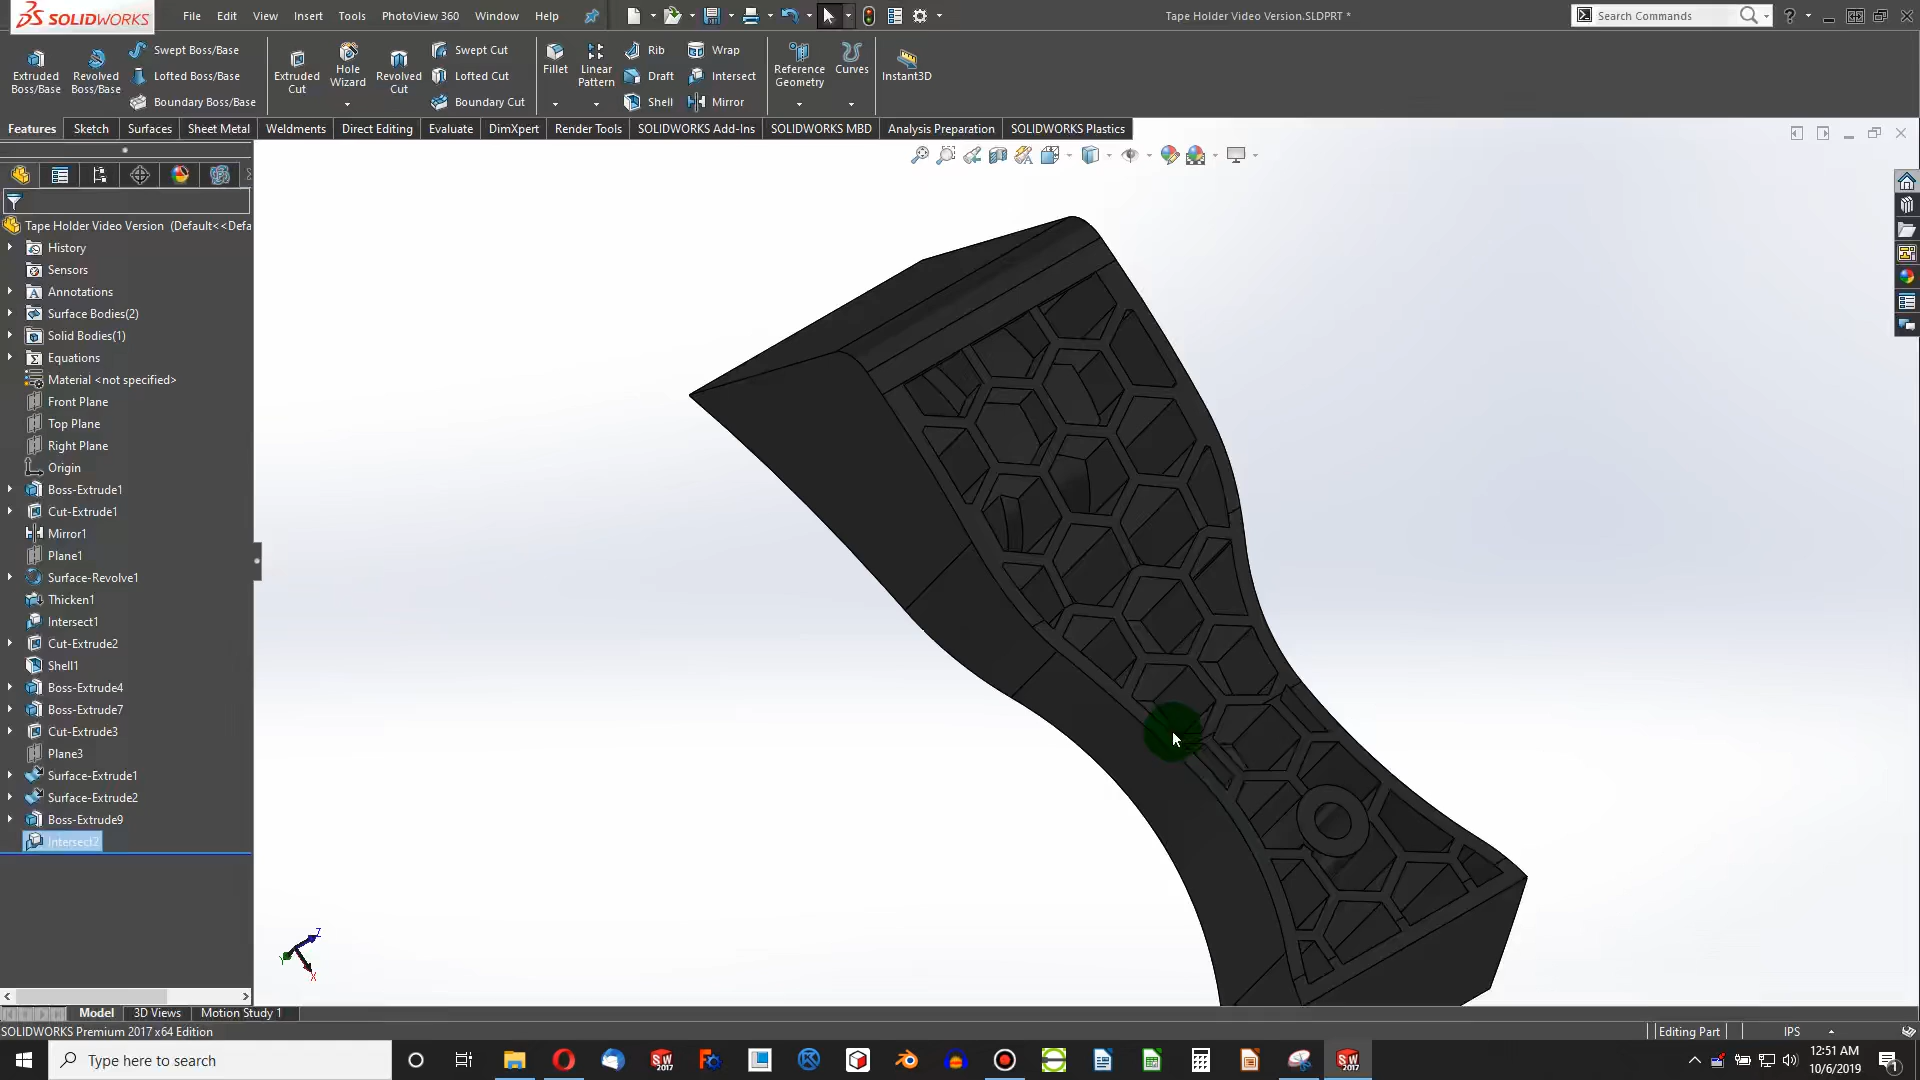 SOLIDWORKS File Edit View Insert Tools PhotoView 360 Window Help Tape Holder Video Version.SLDPRT * Search Commands
Extruded Boss/Base
Revolved Boss/Base
Swept Boss/Base
Lofted Boss/Base
Boundary Boss/Base
Extruded Cut
Hole Wizard
Revolved Cut
Swept Cut
Lofted Cut
Boundary Cut
Fillet
Linear Pattern
Rib
Draft
Shell
Wrap
Intersect
Mirror
Reference Geometry
Curves
Instant3D
Features Sketch Surfaces Sheet Metal Weldments Direct Editing Evaluate DimXpert Render Tools SOLIDWORKS Add-Ins SOLIDWORKS MBD Analysis Preparation SOLIDWORKS Plastics
Tape Holder Video Version (Default<<Defa
History
Sensors
Annotations
Surface Bodies(2)
Solid Bodies(1)
Equations
Material <not specified>
Front Plane
Top Plane
Right Plane
Origin
Boss-Extrude1
Cut-Extrude1
Mirror1
Plane1
Surface-Revolve1
Thicken1
Intersect1
Cut-Extrude2
Shell1
Boss-Extrude4
Boss-Extrude7
Cut-Extrude3
Plane3
Surface-Extrude1
Surface-Extrude2
Boss-Extrude9
Intersect2
Z
Y
X
Model 3D Views Motion Study 1
SOLIDWORKS Premium 2017 x64 Edition Editing Part IPS
Type here to search
SW
2017
SW
2017
12:51 AM
10/6/2019
1